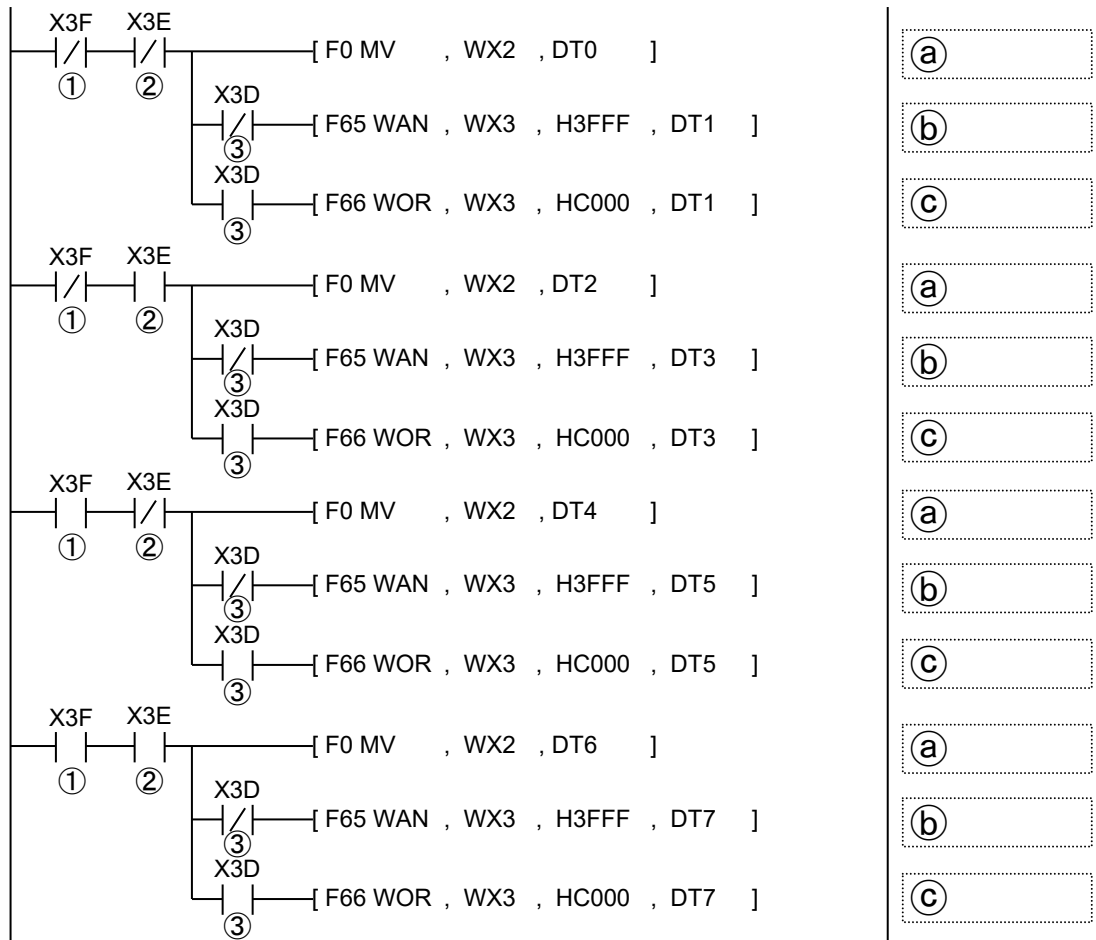 X3F X3E
[ F0 MV , WX2 , DT0 ] ⓐ
① ②
X3D
[ F65 WAN , WX3 , H3FFF , DT1 ] ⓑ
③
X3D
[ F66 WOR , WX3 , HC000 , DT1 ] ⓒ
③
X3F X3E
[ F0 MV , WX2 , DT2 ] ⓐ
① ②
X3D
[ F65 WAN , WX3 , H3FFF , DT3 ] ⓑ
③
X3D
[ F66 WOR , WX3 , HC000 , DT3 ] ⓒ
③
X3F X3E
[ F0 MV , WX2 , DT4 ] ⓐ
① ②
X3D
[ F65 WAN , WX3 , H3FFF , DT5 ] ⓑ
③
X3D
[ F66 WOR , WX3 , HC000 , DT5 ] ⓒ
③
X3F X3E
[ F0 MV , WX2 , DT6 ] ⓐ
① ②
X3D
[ F65 WAN , WX3 , H3FFF , DT7 ] ⓑ
③
X3D
[ F66 WOR , WX3 , HC000 , DT7 ] ⓒ
③